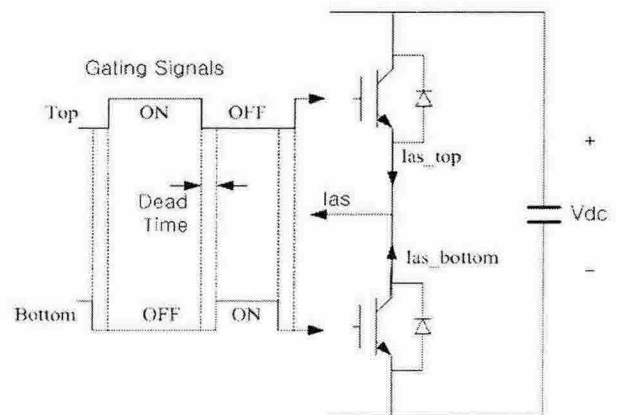 Gating Signals
Top
ON
OFF
Ias_top
Dead
Time
Ias
+
Vdc
Ias_bottom
−
Bottom
OFF
ON